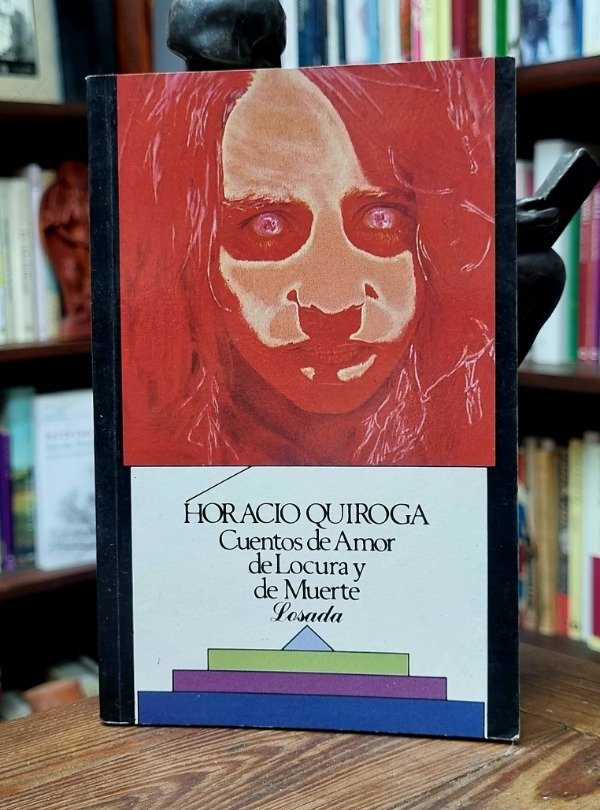 HORACIO QUIROGA
Cuentos de Amor
de Locura y
de Muerte
Losada